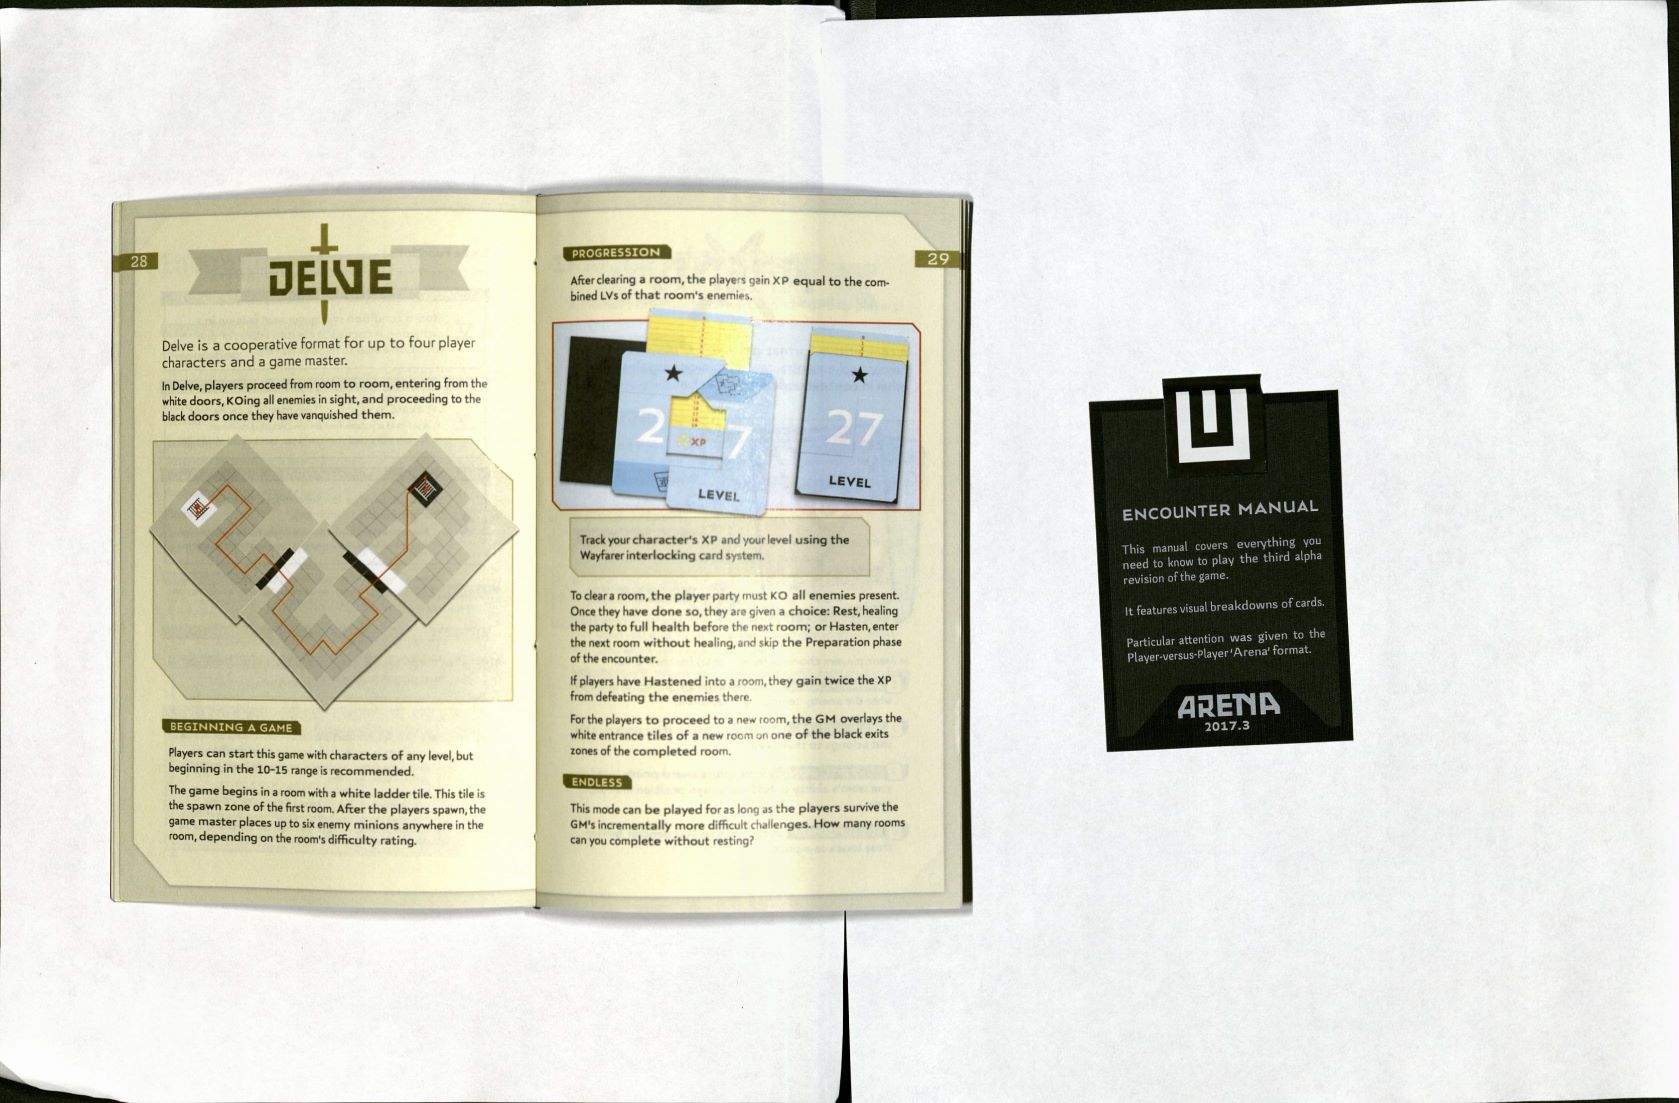 28
DELVE
Delve is a cooperative format for up to four player
characters and a game master.
In Delve, players proceed from room to room, entering from the
white doors, KOing all enemies in sight, and proceeding to the
black doors once they have vanquished them.
BEGINNING A GAME
Players can start this game with characters of any level, but
beginning in the 10-15 range is recommended.
The game begins in a room with a white ladder tile. This tile is
the spawn zone of the first room. After the players spawn, the
game master places up to six enemy minions anywhere in the
room, depending on the room's difficulty rating.
PROGRESSION
29
After clearing a room, the players gain XP equal to the com-
bined LVs of that room's enemies.
2 7
XP
LEVEL
27
LEVEL
Track your character's XP and your level using the
Wayfarer interlocking card system.
To clear a room, the player party must KO all enemies present.
Once they have done so, they are given a choice: Rest, healing
the party to full health before the next room; or Hasten, enter
the next room without healing, and skip the Preparation phase
of the encounter.
If players have Hastened into a room, they gain twice the XP
from defeating the enemies there.
For the players to proceed to a new room, the GM overlays the
white entrance tiles of a new room on one of the black exits
zones of the completed room.
ENDLESS
This mode can be played for as long as the players survive the
GM's incrementally more difficult challenges. How many rooms
can you complete without resting?
ENCOUNTER MANUAL
This manual covers everything you
need to know to play the third alpha
revision of the game.
It features visual breakdowns of cards.
Particular attention was given to the
Player-versus-Player 'Arena' format.
ARENA
2017.3